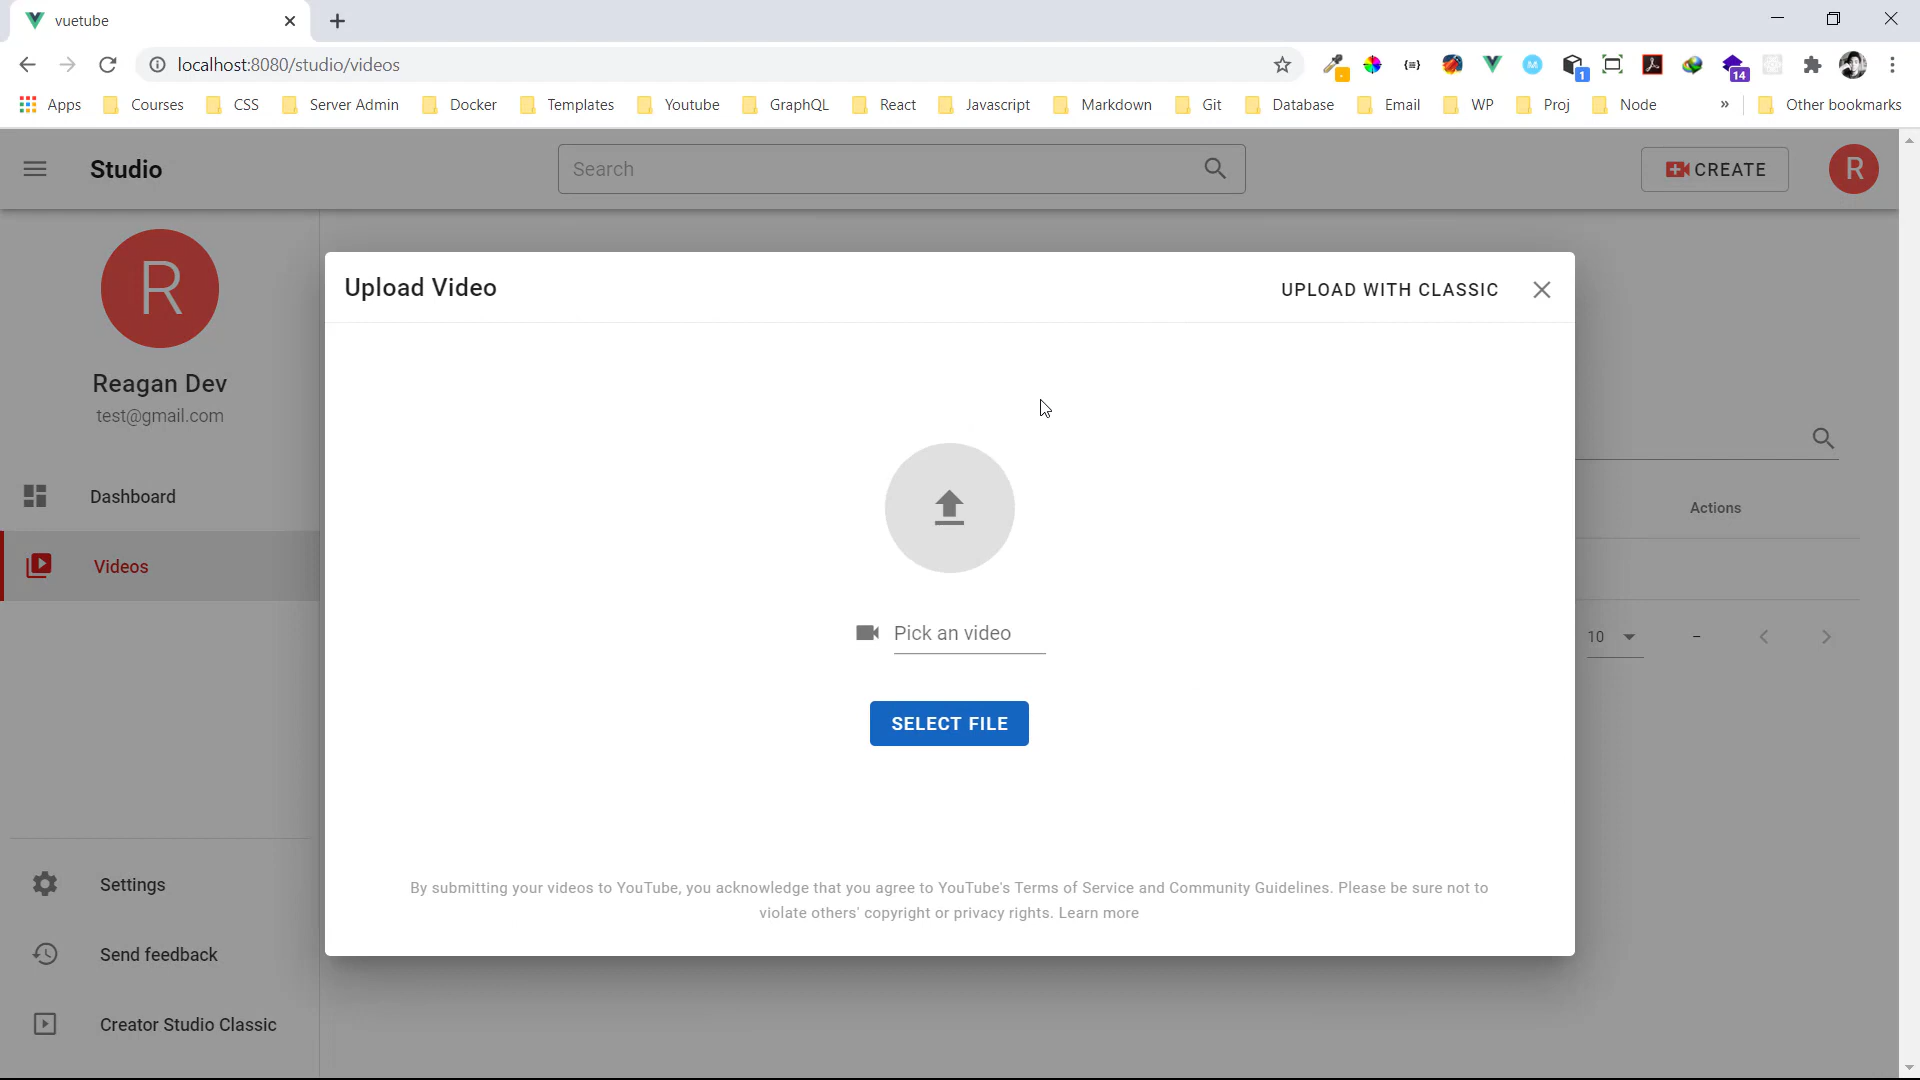 vuetube
localhost:8080/studio/videos
Apps Courses CSS Server Admin Docker Templates Youtube GraphQL React Javascript Markdown Git Database Email WP Proj Node » Other bookmarks
1
14
Studio
Search
CREATE
R
R
Reagan Dev
test@gmail.com
Dashboard
Videos
Settings
Send feedback
Creator Studio Classic
Upload Video
UPLOAD WITH CLASSIC
Pick an video
SELECT FILE
By submitting your videos to YouTube, you acknowledge that you agree to YouTube's Terms of Service and Community Guidelines. Please be sure not to
violate others' copyright or privacy rights. Learn more
Actions
10 –